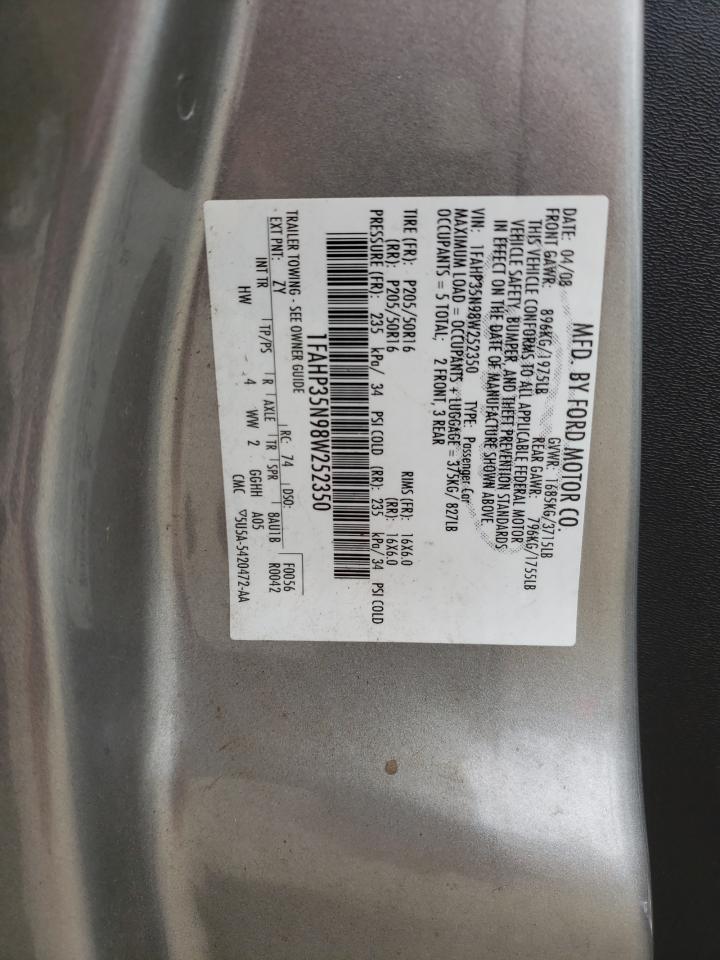 MFD. BY FORD MOTOR CO.
DATE: 04/08 GVWR: 1685KG/3715LB
FRONT GAWR: 896KG/1975LB REAR GAWR: 796KG/1755LB
THIS VEHICLE CONFORMS TO ALL APPLICABLE FEDERAL MOTOR
VEHICLE SAFETY, BUMPER, AND THEFT PREVENTION STANDARDS
IN EFFECT ON THE DATE OF MANUFACTURE SHOWN ABOVE.
VIN: 1FAHP35N98W252350 TYPE: Passenger Car
MAXIMUM LOAD = OCCUPANTS + LUGGAGE = 375KG/827LB
OCCUPANTS = 5 TOTAL; 2 FRONT, 3 REAR
TIRE (FR): P205/50R16 RIMS (FR): 16X6.0
(RR): P205/50R16 (RR): 16X6.0
PRESSURE (FR): 235 kPa/ 34 PSI COLD (RR): 235 kPa/ 34 PSI COLD
1FAHP35N98W252350
TRAILER TOWING - SEE OWNER GUIDE
EXT PNT: ZY RC: 74 DSO: F0056
R0042
INT TR TP/PS R AXLE TR SPR 8AU1B
HW 4 WW 2 GGHH A05
CMC ▽5U5A-5420472-AA